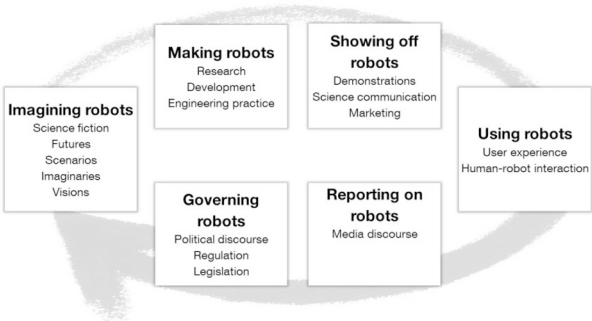 Imagining robots
Science fiction
Futures
Scenarios
Imaginaries
Visions
Making robots
Research
Development
Engineering practice
Showing off
robots
Demonstrations
Science communication
Marketing
Using robots
User experience
Human-robot interaction
Reporting on
robots
Media discourse
Governing
robots
Political discourse
Regulation
Legislation